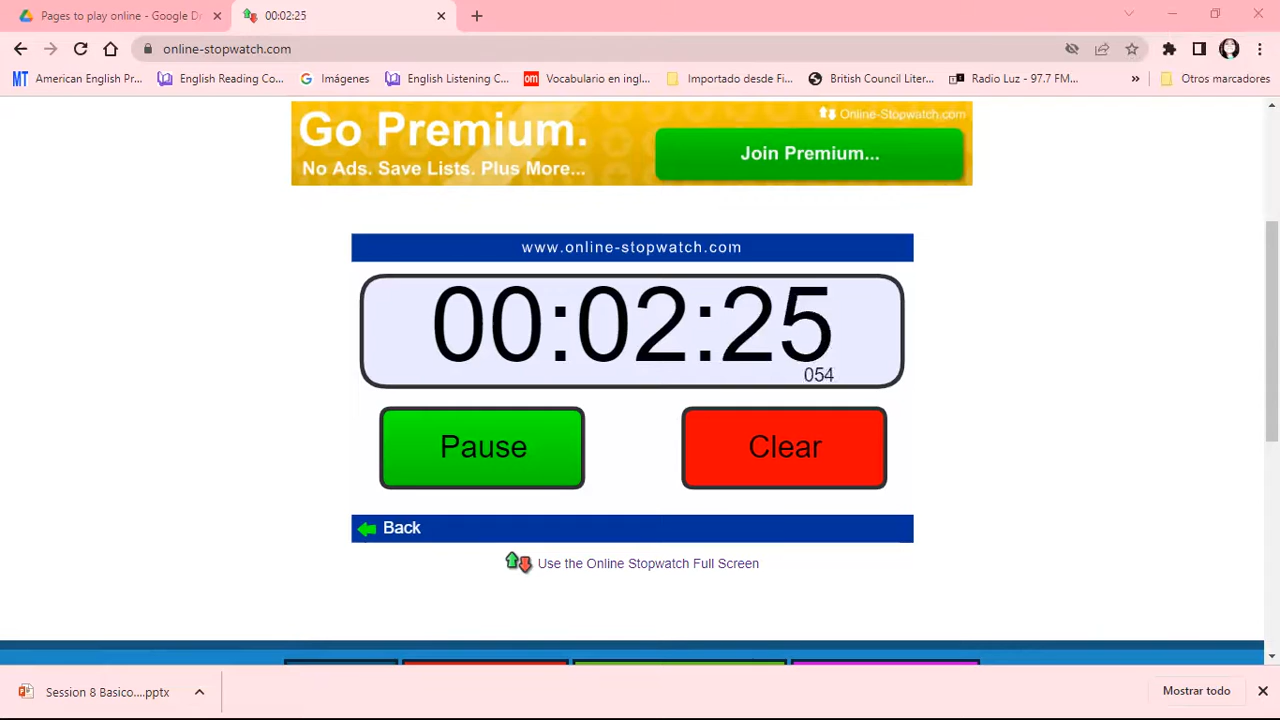 Pages to play online - Google Dr
00:02:25
online-stopwatch.com
American English Pr...
English Reading Co...
Imágenes
English Listening C...
om
Vocabulario en ingl...
Importado desde Fi...
British Council Liter...
Radio Luz - 97.7 FM...
»
Otros marcadores
Go Premium.
No Ads. Save Lists. Plus More...
Online-Stopwatch.com
Join Premium...
www.online-stopwatch.com
00:02:25
054
Pause
Clear
Back
Use the Online Stopwatch Full Screen
Session 8 Basico....pptx
Mostrar todo